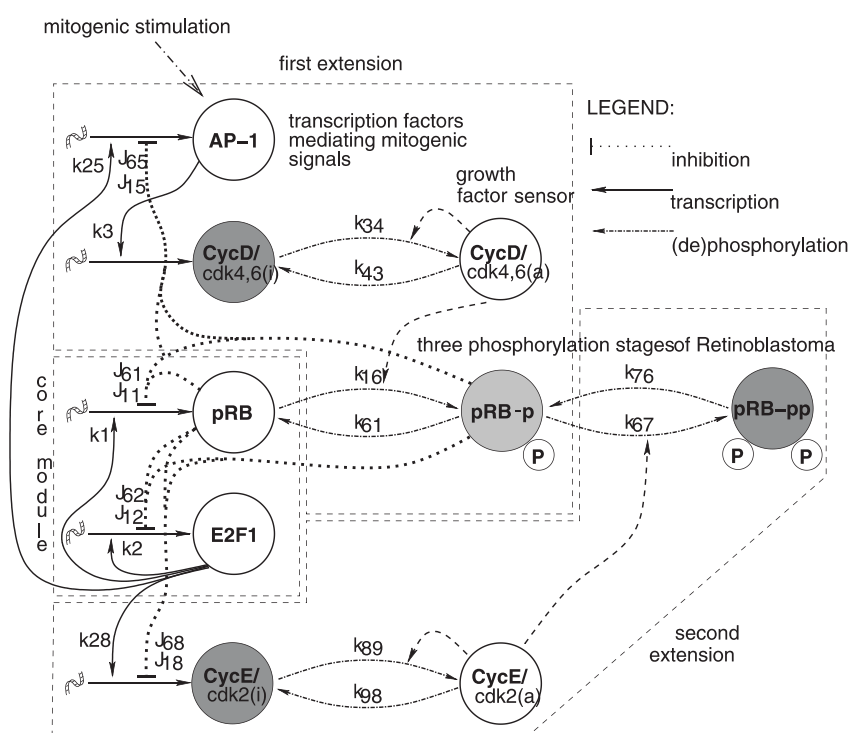 mitogenic stimulation
first extension
LEGEND:
inhibition
transcription
(de)phosphorylation
AP-1
transcription factors
mediating mitogenic
signals
k25
J65
J15
growth
factor sensor
k3
CycD/
cdk4,6(i)
k34
k43
CycD/
cdk4,6(a)
three phosphorylation stages of Retinoblastoma
core module
J61
J11
k1
pRB
k16
k61
pRB-p
P
k76
k67
pRB-pp
P
P
J62
J12
k2
E2F1
k28
J68
J18
CycE/
cdk2(i)
k89
k98
CycE/
cdk2(a)
second
extension